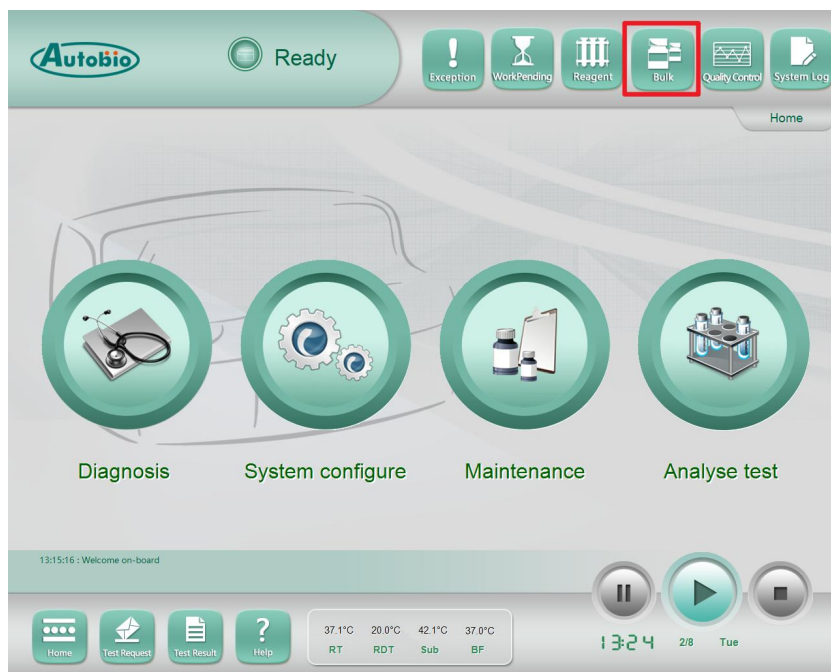 Autobio
Ready
Exception
WorkPending
Reagent
Bulk
Quality Control
System Log
Home
Diagnosis
System configure
Maintenance
Analyse test
13:15:16 : Welcome on-board
Home
Test Request
Test Result
Help
37.1°C 20.0°C 42.1°C 37.0°C
RT RDT Sub BF
13:24 2/8 Tue